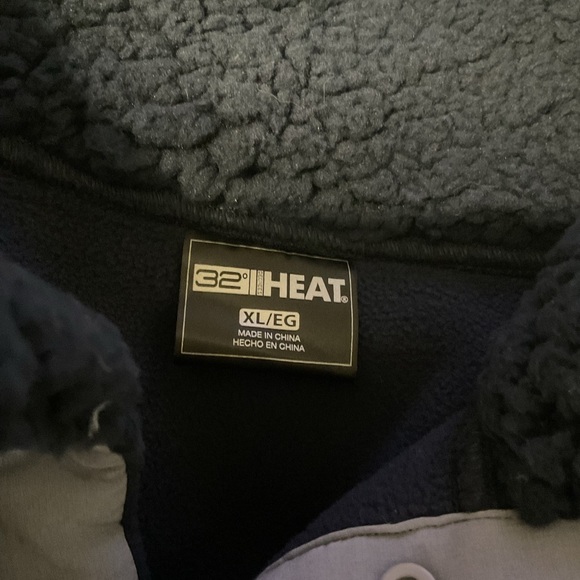 32° HEAT®
XL/EG
MADE IN CHINA
HECHO EN CHINA